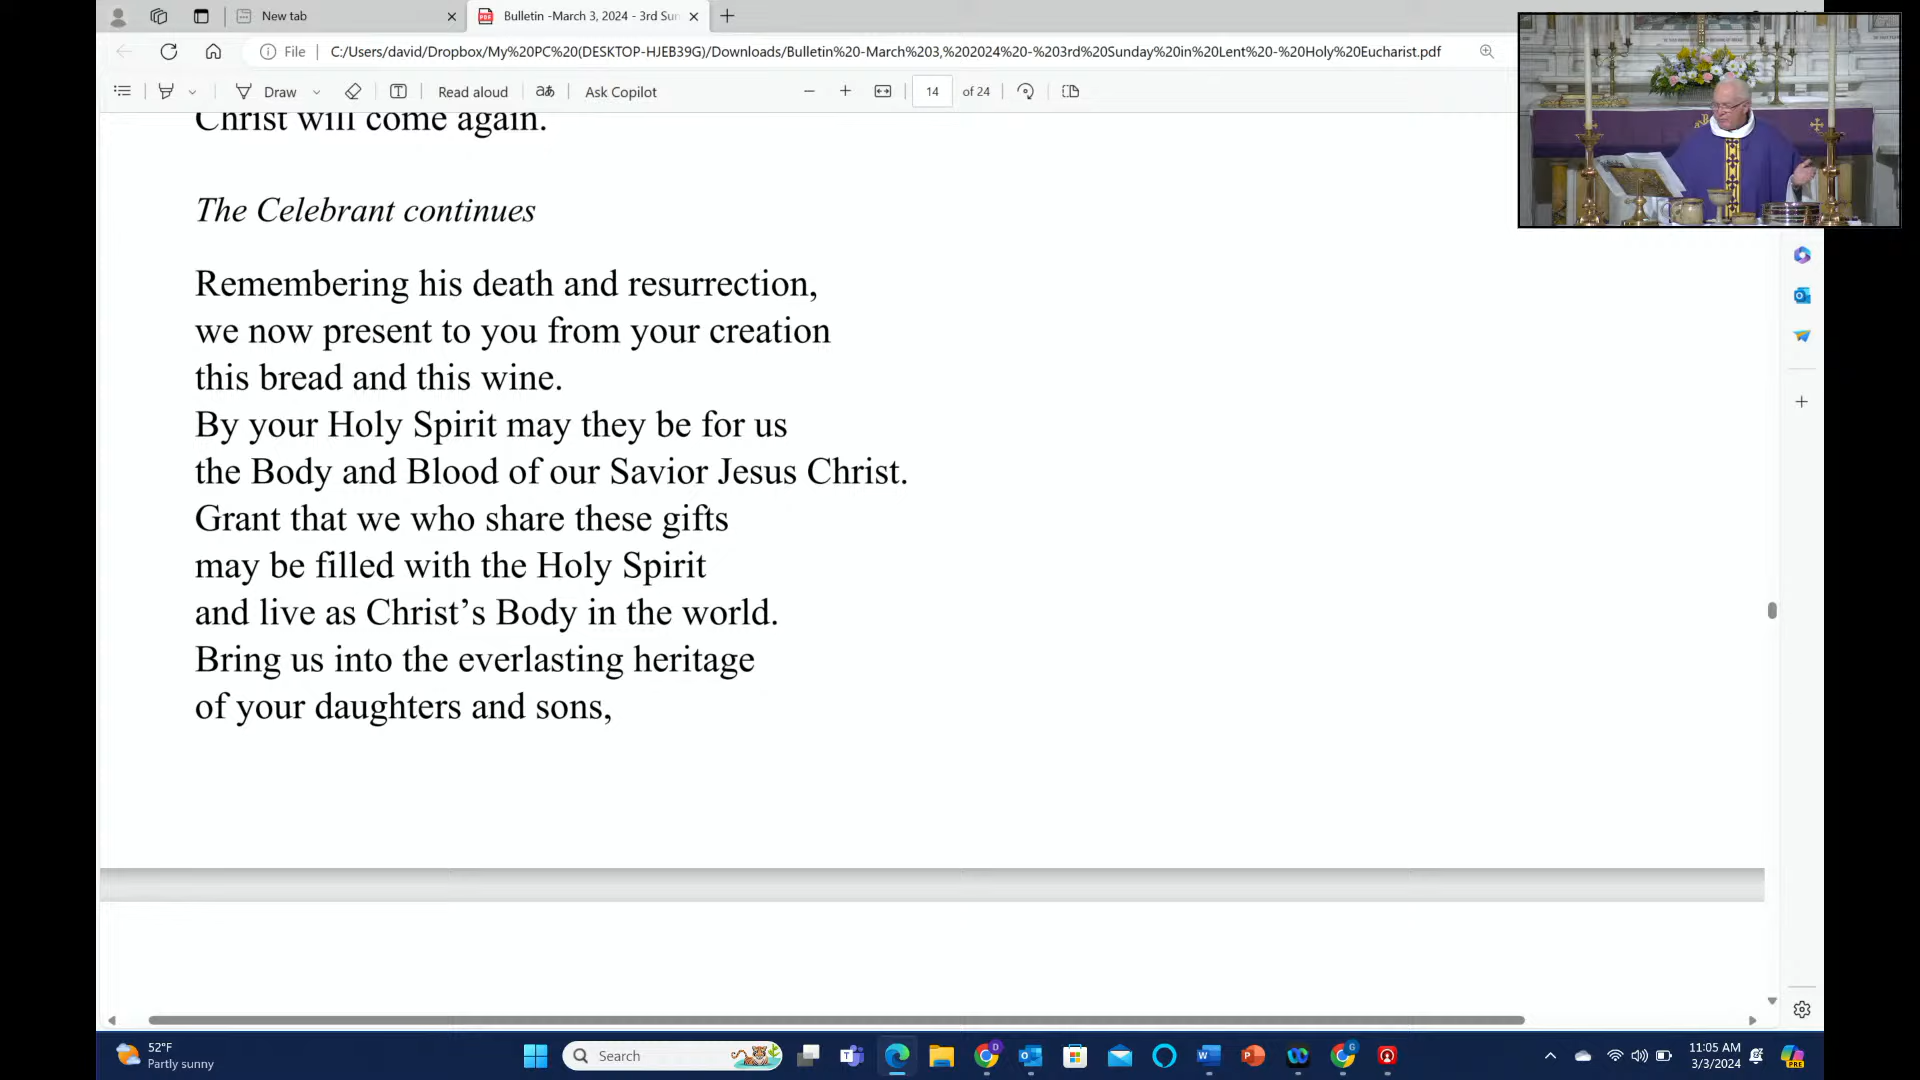 New tab
Bulletin -March 3, 2024 - 3rd Sun
File
C:/Users/david/Dropbox/My%20PC%20(DESKTOP-HJEB39G)/Downloads/Bulletin%20-March%203,%202024%20-%203rd%20Sunday%20in%20Lent%20-%20Holy%20Eucharist.pdf
Draw
Read aloud
Ask Copilot
14 of 24
Christ will come again.
The Celebrant continues
Remembering his death and resurrection,
we now present to you from your creation
this bread and this wine.
By your Holy Spirit may they be for us
the Body and Blood of our Savior Jesus Christ.
Grant that we who share these gifts
may be filled with the Holy Spirit
and live as Christ’s Body in the world.
Bring us into the everlasting heritage
of your daughters and sons,
52°F
Partly sunny
Search
11:05 AM
3/3/2024